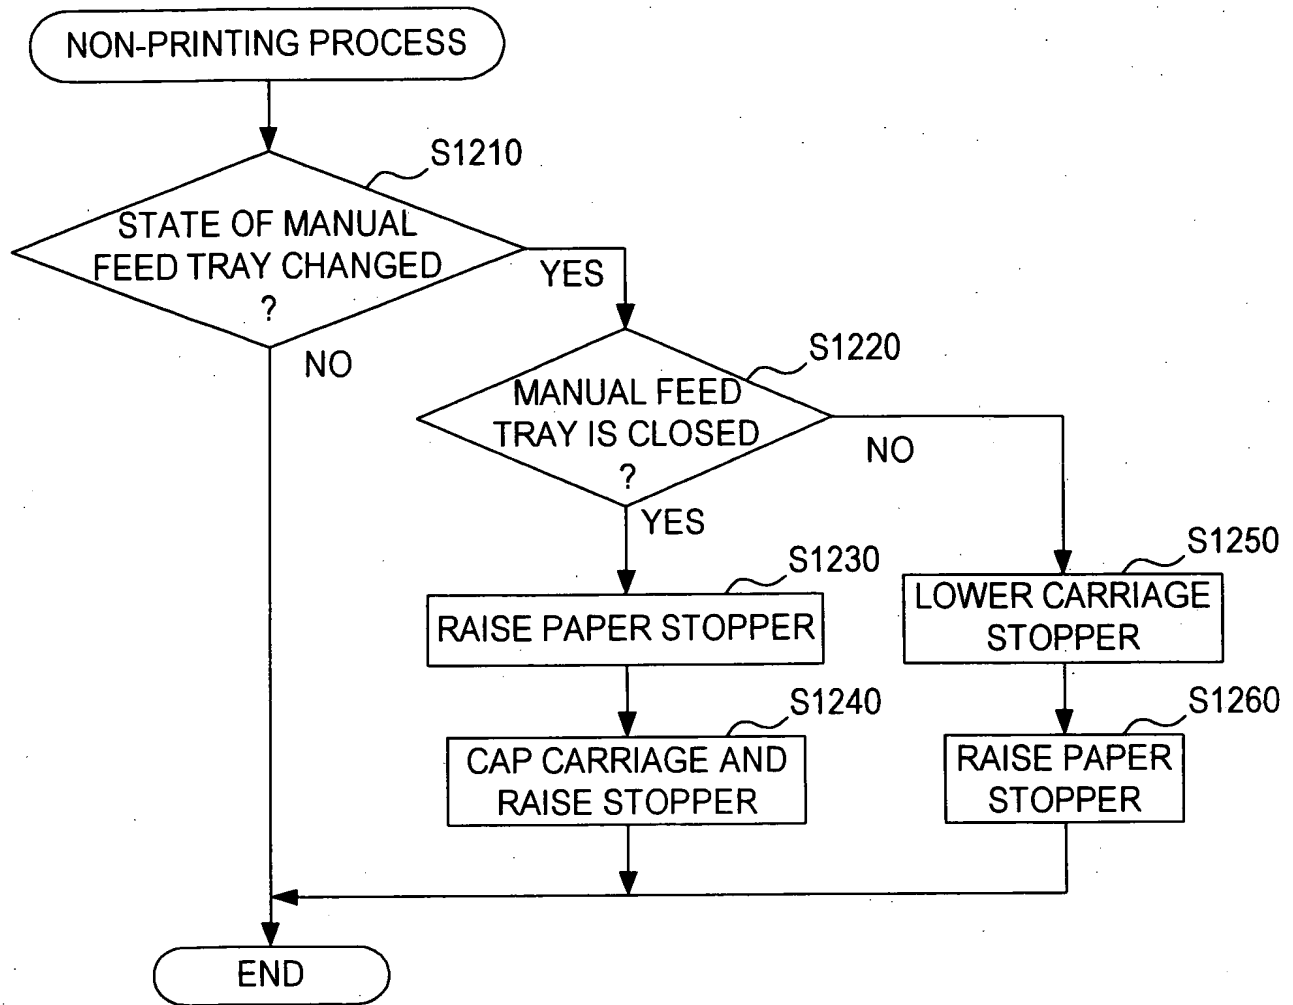 NON-PRINTING PROCESS
S1210
STATE OF MANUAL
FEED TRAY CHANGED
?
YES
NO
S1220
MANUAL FEED
TRAY IS CLOSED
?
NO
YES
S1230
RAISE PAPER STOPPER
S1250
LOWER CARRIAGE
STOPPER
S1240
CAP CARRIAGE AND
RAISE STOPPER
S1260
RAISE PAPER
STOPPER
END